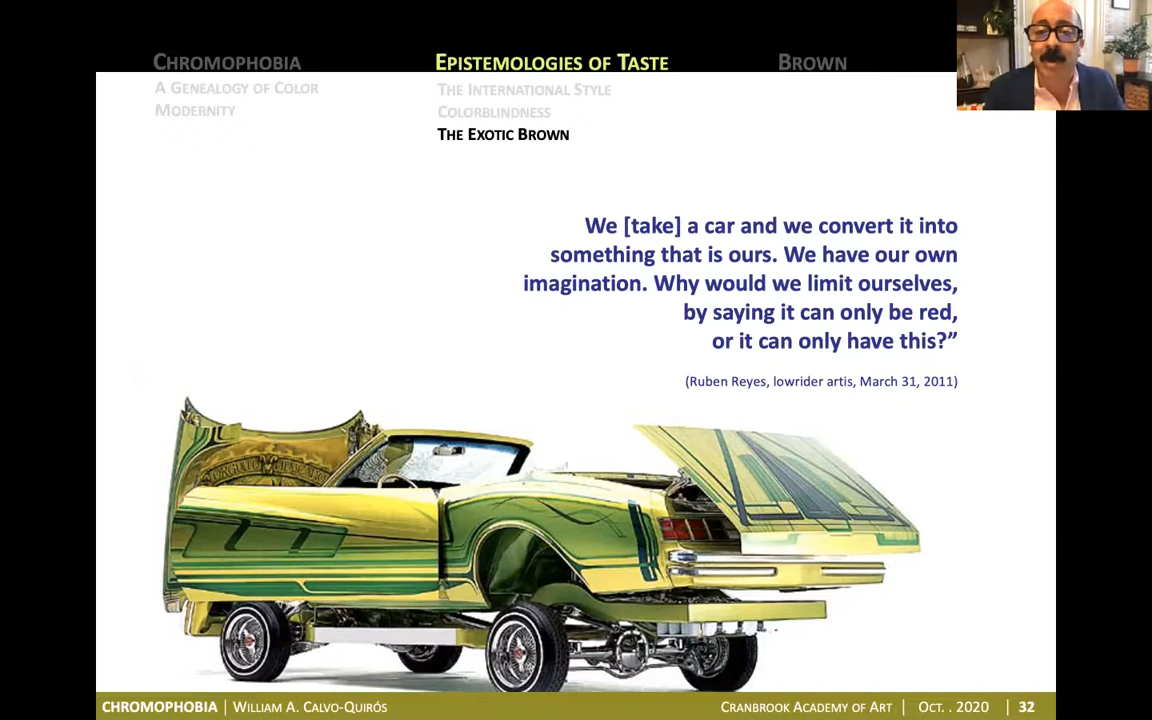 CHROMOPHOBIA
EPISTEMOLOGIES OF TASTE
BROWN
A GENEALOGY OF COLOR
MODERNITY
THE INTERNATIONAL STYLE
COLORBLINDNESS
THE EXOTIC BROWN
We [take] a car and we convert it into
something that is ours. We have our own
imagination. Why would we limit ourselves,
by saying it can only be red,
or it can only have this?”
(Ruben Reyes, lowrider artis, March 31, 2011)
CHROMOPHOBIA | WILLIAM A. CALVO-QUIRÓS
CRANBROOK ACADEMY OF ART | OCT. . 2020 | 32